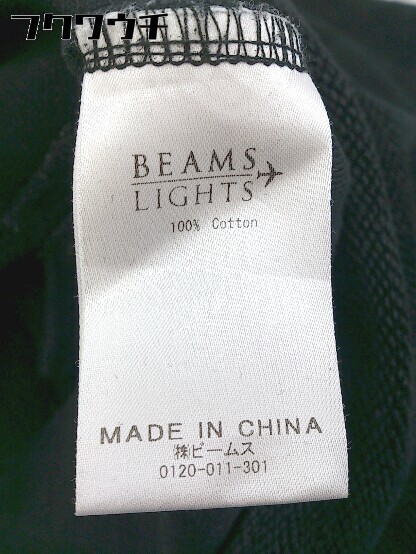 フクウウチ
BEAMS
LIGHTS
100% Cotton
MADE IN CHINA
㈱ビームス
0120-011-301